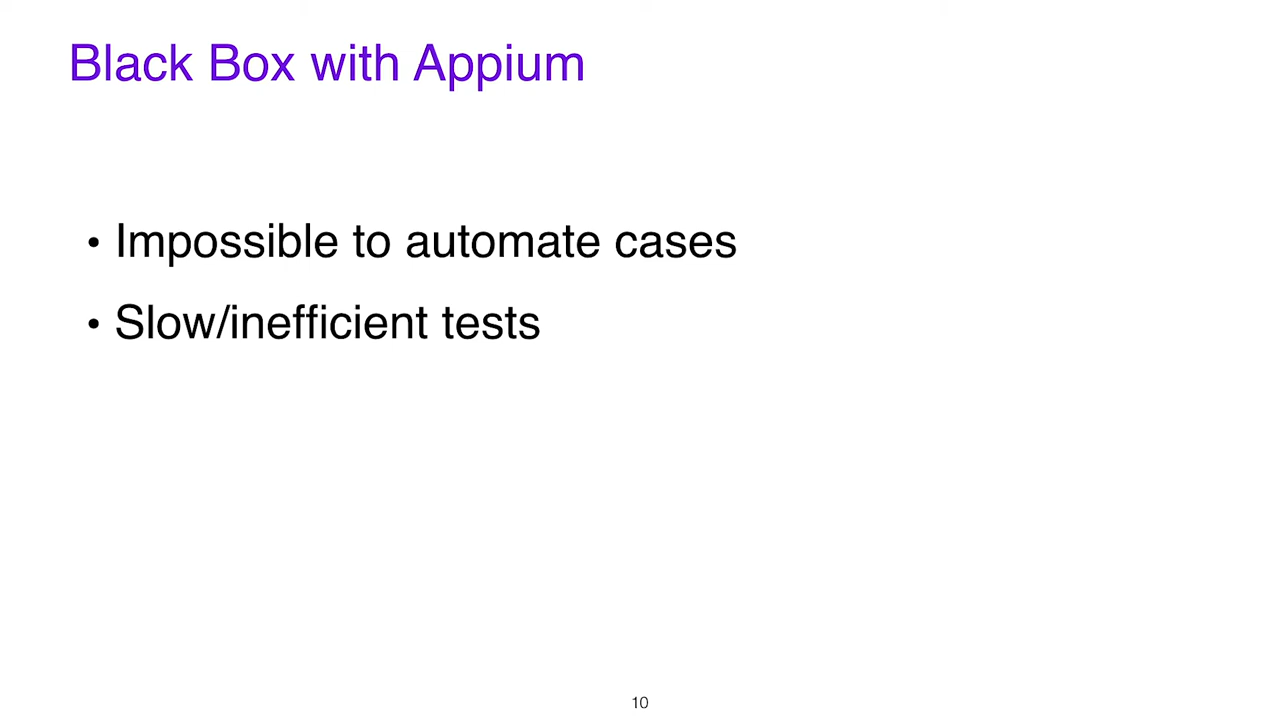 Black Box with Appium
• Impossible to automate cases
• Slow/inefficient tests
10